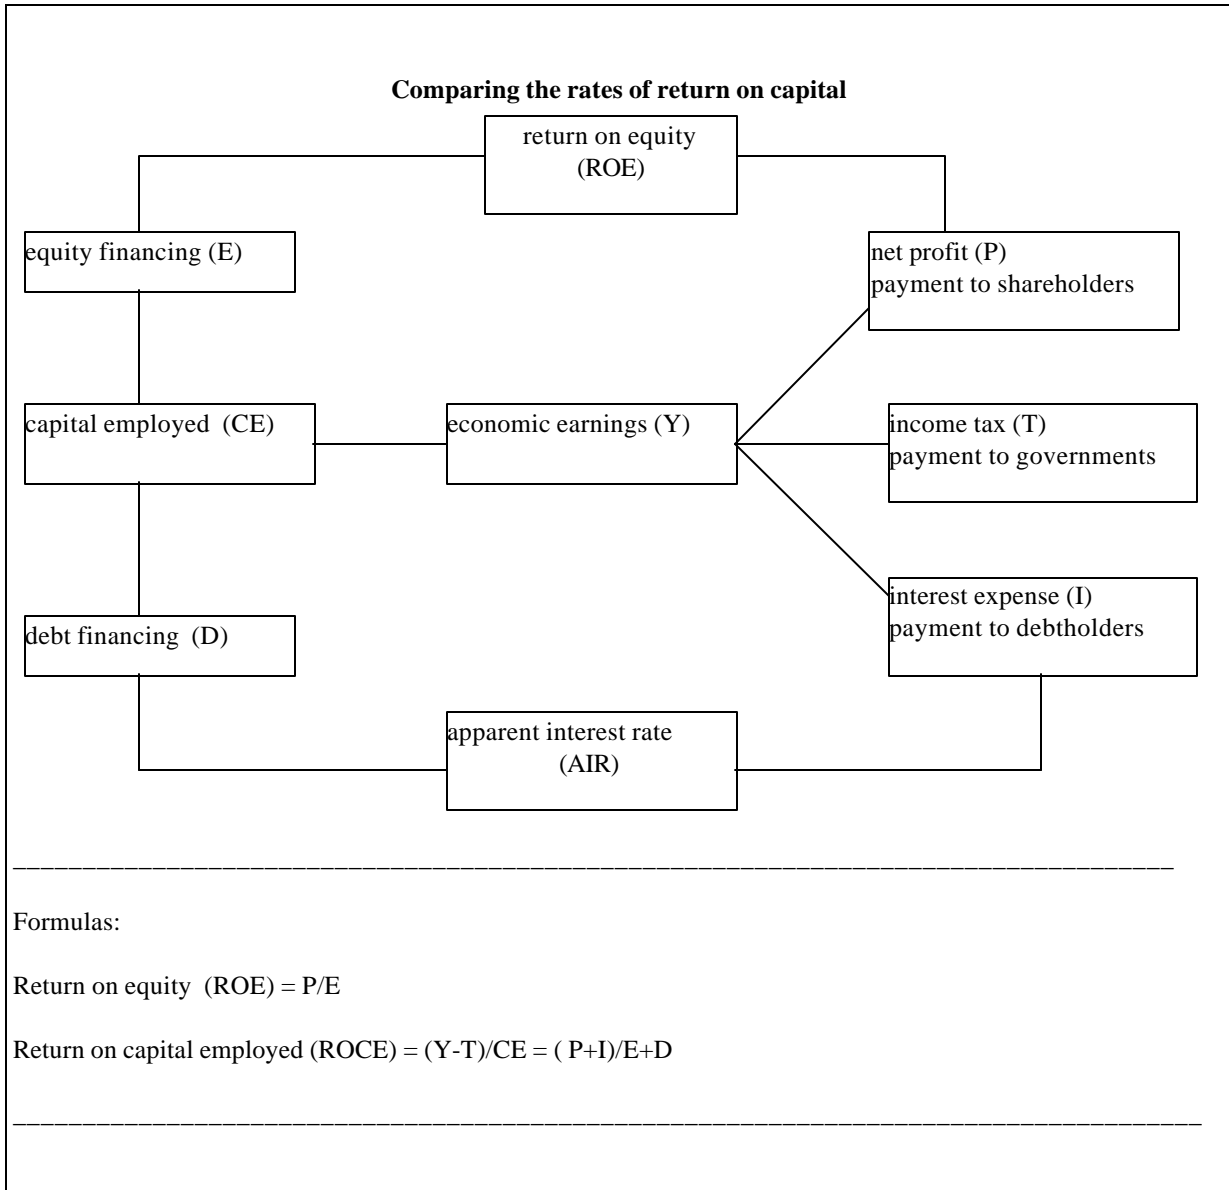 Comparing the rates of return on capital
return on equity
(ROE)
equity financing (E)
net profit (P)
payment to shareholders
capital employed (CE)
economic earnings (Y)
income tax (T)
payment to governments
debt financing (D)
interest expense (I)
payment to debtholders
apparent interest rate
(AIR)
Formulas:
Return on equity (ROE) = P/E
Return on capital employed (ROCE) = (Y-T)/CE = ( P+I)/E+D